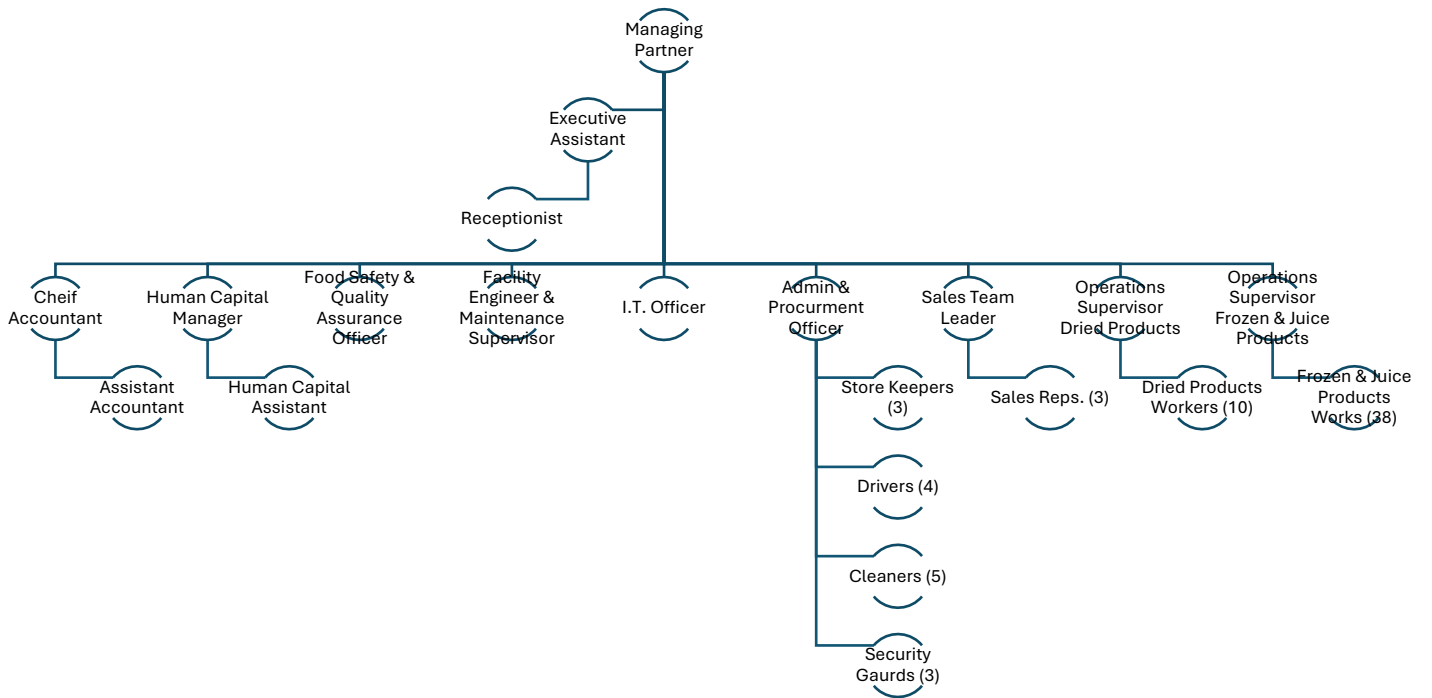 Managing
Partner
Executive
Assistant
Receptionist
Cheif
Accountant
Human Capital
Manager
Food Safety &
Quality
Assurance
Officer
Facility
Engineer &
Maintenance
Supervisor
I.T. Officer
Admin &
Procurment
Officer
Sales Team
Leader
Operations
Supervisor
Dried Products
Operations
Supervisor
Frozen & Juice
Products
Assistant
Accountant
Human Capital
Assistant
Store Keepers
(3)
Sales Reps. (3)
Dried Products
Workers (10)
Frozen & Juice
Products
Works (38)
Drivers (4)
Cleaners (5)
Security
Gaurds (3)